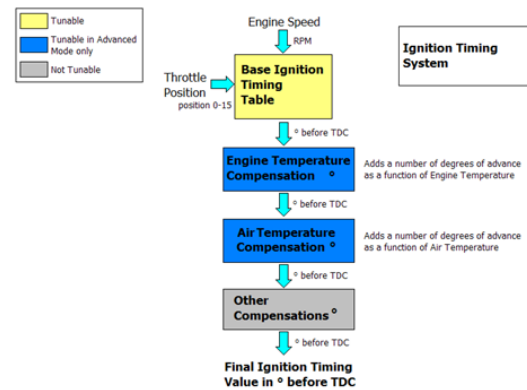 Tunable
Tunable in Advanced
Mode only
Not Tunable
Engine Speed
RPM
Ignition Timing
System
Throttle
Position
position 0-15
Base Ignition
Timing
Table
° before TDC
Engine Temperature
Compensation °
Adds a number of degrees of advance
as a function of Engine Temperature
° before TDC
Air Temperature
Compensation °
Adds a number of degrees of advance
as a function of Air Temperature
° before TDC
Other
Compensations °
° before TDC
Final Ignition Timing
Value in ° before TDC